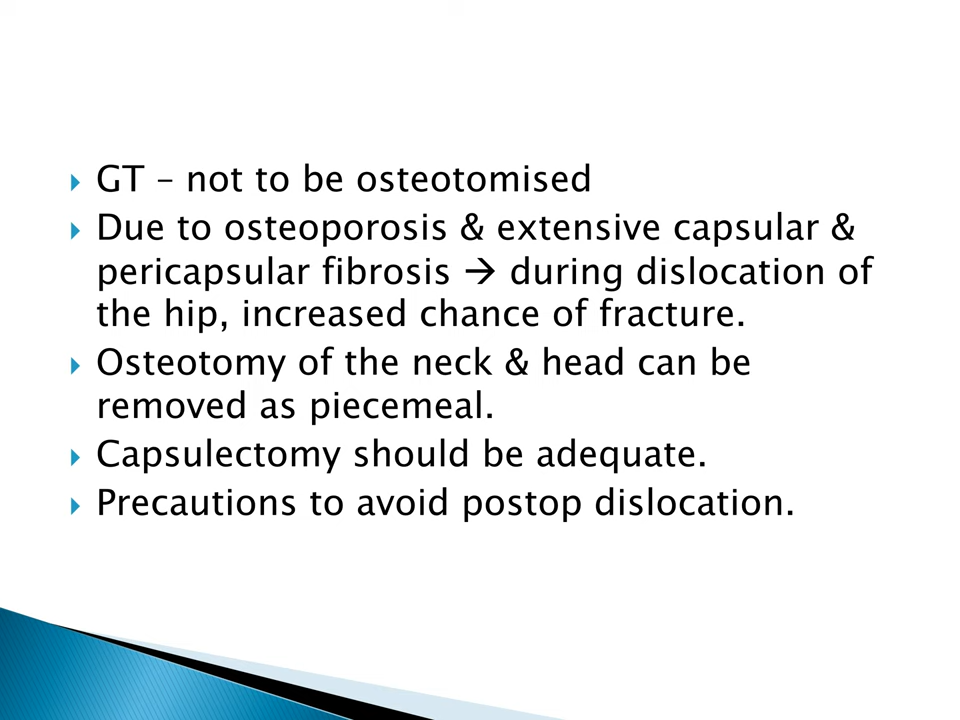 GT – not to be osteotomised
Due to osteoporosis & extensive capsular &
pericapsular fibrosis → during dislocation of
the hip, increased chance of fracture.
Osteotomy of the neck & head can be
removed as piecemeal.
Capsulectomy should be adequate.
Precautions to avoid postop dislocation.